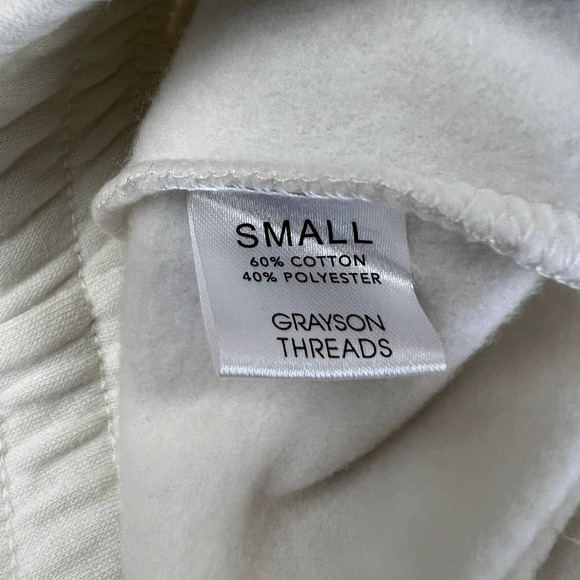 SMALL
60% COTTON
40% POLYESTER
GRAYSON
THREADS